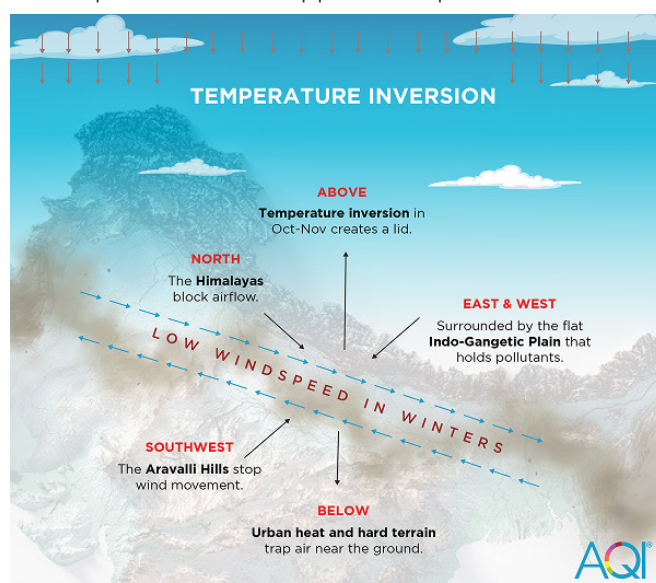 TEMPERATURE INVERSION
ABOVE
Temperature inversion in
Oct-Nov creates a lid.
NORTH
The Himalayas
block airflow.
EAST & WEST
Surrounded by the flat
Indo-Gangetic Plain that
holds pollutants.
LOW WINDSPEED IN WINTERS
SOUTHWEST
The Aravalli Hills stop
wind movement.
BELOW
Urban heat and hard terrain
trap air near the ground.
AQI®